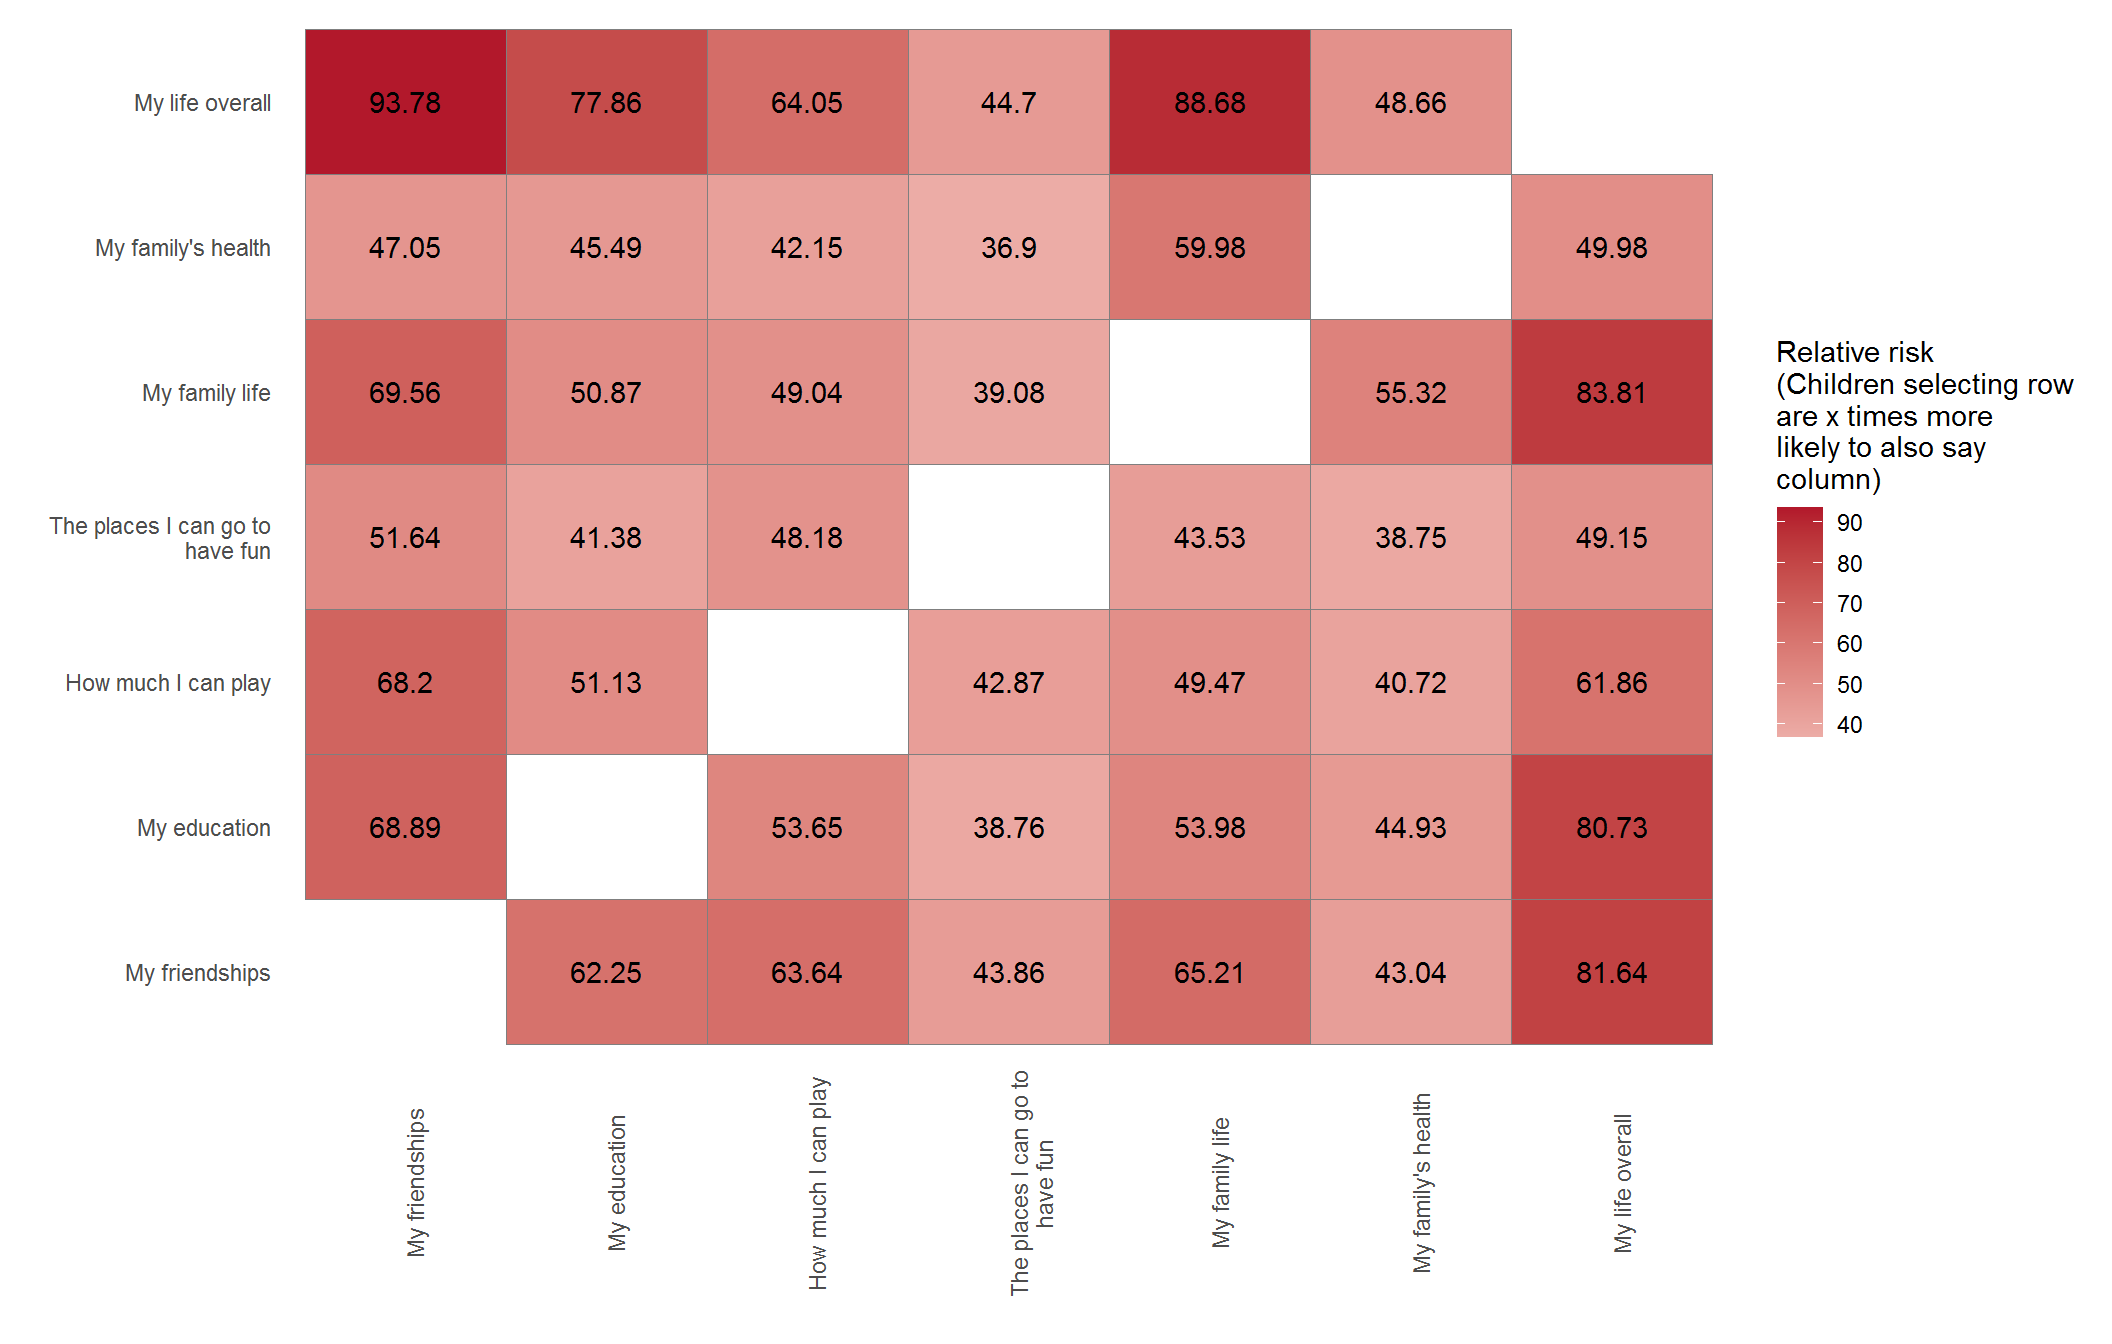 My life overall 93.78 77.86 64.05 44.7 88.68 48.66
My family's health 47.05 45.49 42.15 36.9 59.98 49.98
My family life 69.56 50.87 49.04 39.08 55.32 83.81
The places I can go to
have fun
51.64 41.38 48.18 43.53 38.75 49.15
How much I can play 68.2 51.13 42.87 49.47 40.72 61.86
My education 68.89 53.65 38.76 53.98 44.93 80.73
My friendships 62.25 63.64 43.86 65.21 43.04 81.64
My friendships
My education
How much I can play
The places I can go to
have fun
My family life
My family's health
My life overall
Relative risk
(Children selecting row
are x times more
likely to also say
column)
90
80
70
60
50
40